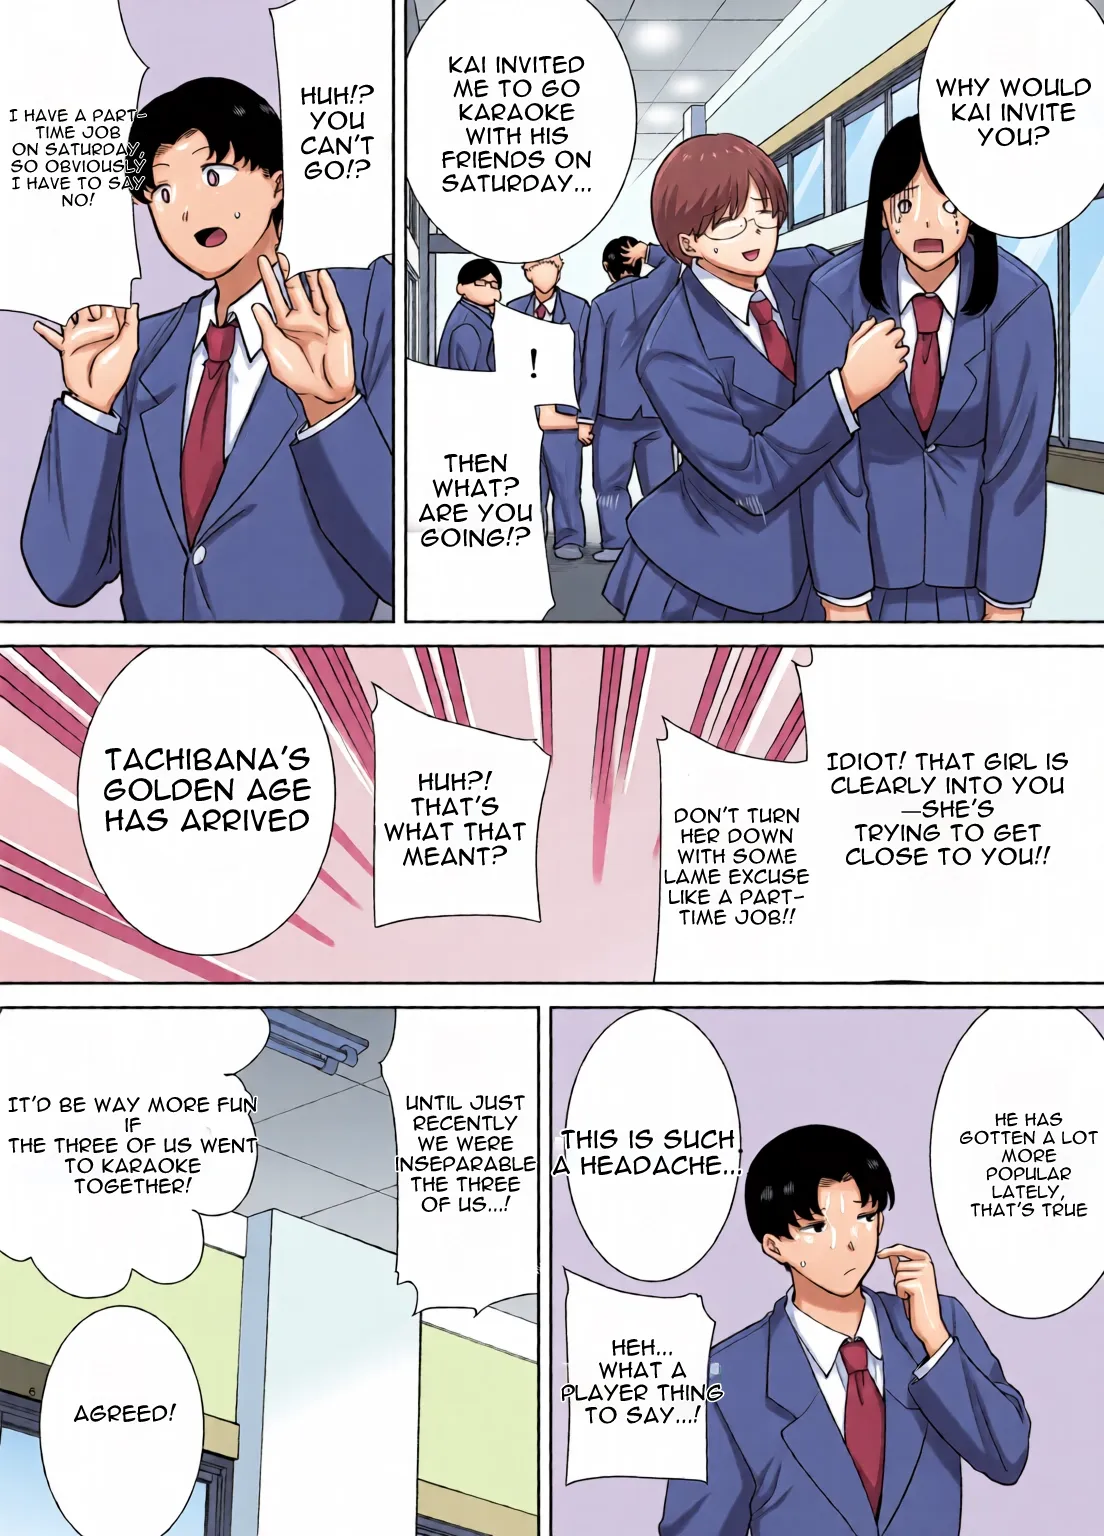 WHY WOULD
KAI INVITE
YOU?
KAI INVITED
ME TO GO
KARAOKE
WITH HIS
FRIENDS ON
SATURDAY...
!
THEN
WHAT?
ARE YOU
GOING!?
HUH!?
YOU
CAN'T
GO!?
I HAVE A PART-
TIME JOB
ON SATURDAY,
SO OBVIOUSLY
I HAVE TO SAY
NO!
IDIOT! THAT GIRL IS
CLEARLY INTO YOU
—SHE'S
TRYING TO GET
CLOSE TO YOU!!
DON'T TURN
HER DOWN
WITH SOME
LAME EXCUSE
LIKE A PART-
TIME JOB!!
HUH?!
THAT'S
WHAT THAT
MEANT?
TACHIBANA'S
GOLDEN AGE
HAS ARRIVED
HE HAS
GOTTEN A LOT
MORE
POPULAR
LATELY,
THAT'S TRUE
THIS IS SUCH
A HEADACHE...
HEH...
WHAT A
PLAYER THING
TO SAY...!
UNTIL JUST
RECENTLY
WE WERE
INSEPARABLE
THE THREE
OF US...!
IT'D BE WAY MORE FUN
IF
THE THREE OF US WENT
TO KARAOKE
TOGETHER!
AGREED!